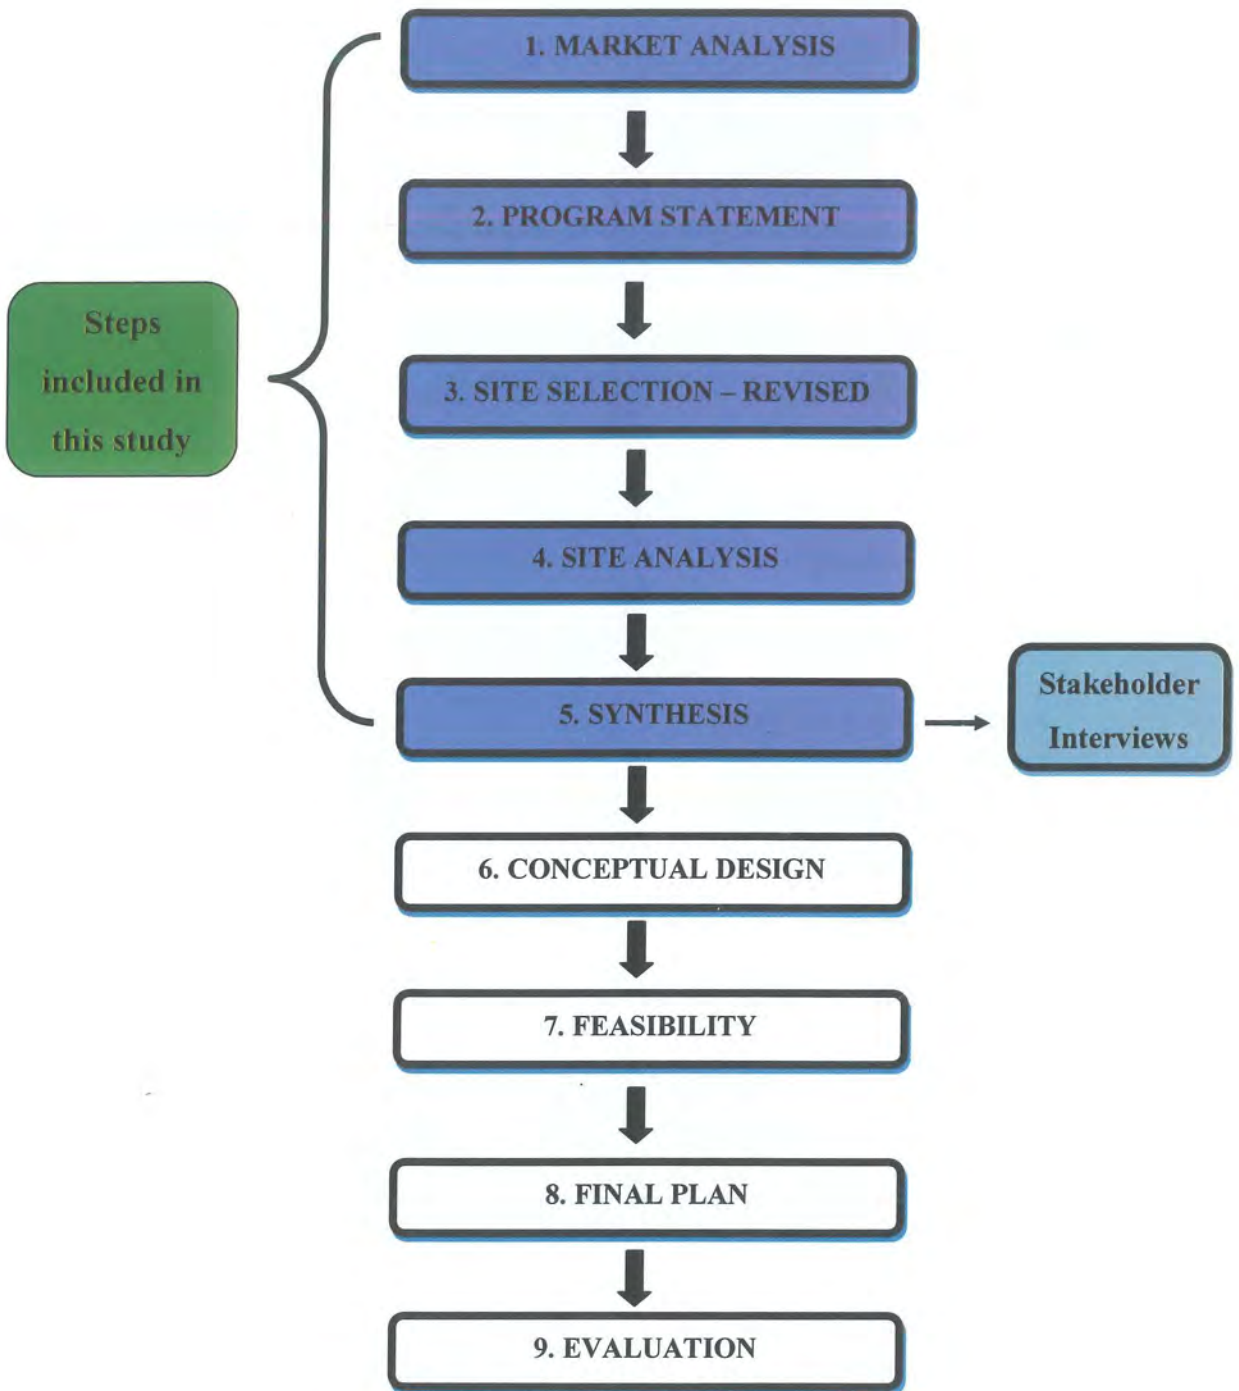 1. MARKET ANALYSIS
2. PROGRAM STATEMENT
Steps
included in
this study
3. SITE SELECTION – REVISED
4. SITE ANALYSIS
5. SYNTHESIS
Stakeholder
Interviews
6. CONCEPTUAL DESIGN
7. FEASIBILITY
8. FINAL PLAN
9. EVALUATION